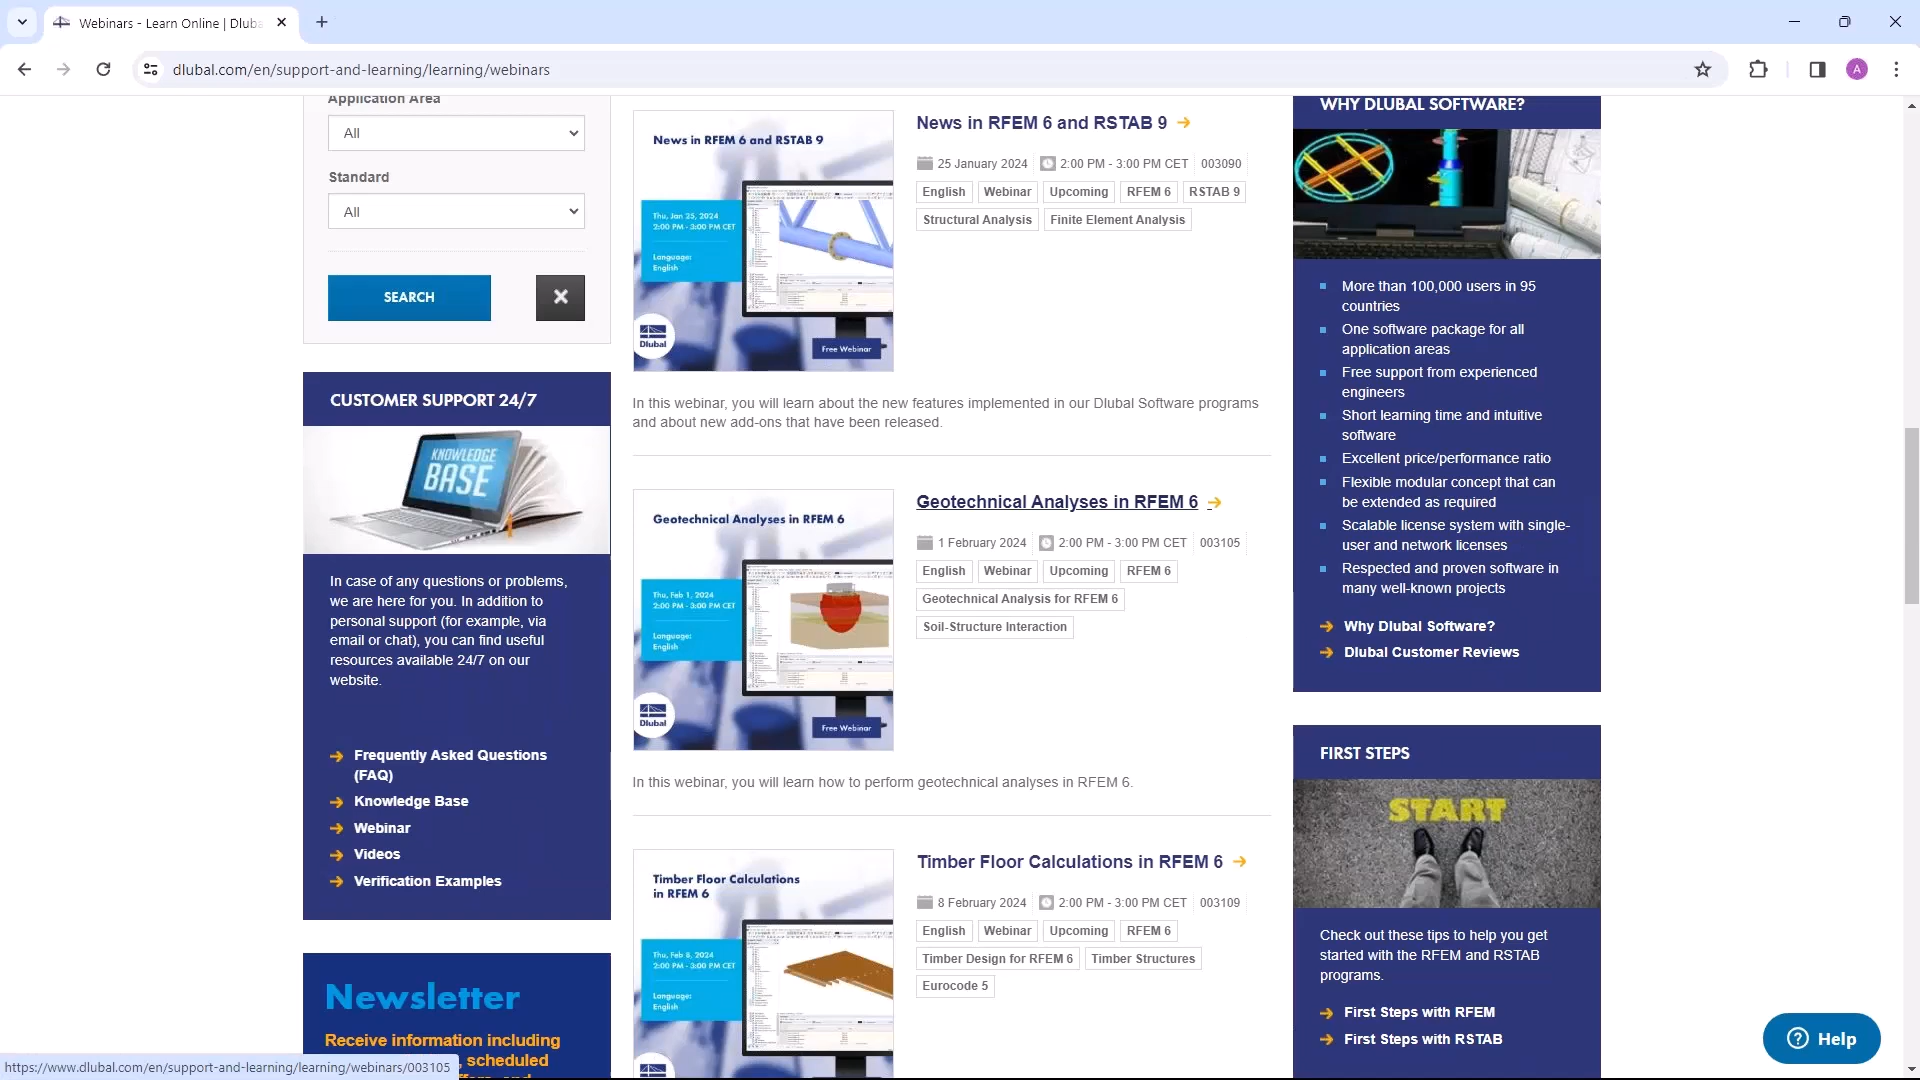 Webinars - Learn Online | Dluba
dlubal.com/en/support-and-learning/learning/webinars
A
Application Area
All
Standard
All
SEARCH
CUSTOMER SUPPORT 24/7
KNOWLEDGE
BASE
In case of any questions or problems,
we are here for you. In addition to
personal support (for example, via
email or chat), you can find useful
resources available 24/7 on our
website.
Frequently Asked Questions
(FAQ)
Knowledge Base
Webinar
Videos
Verification Examples
Newsletter
Receive information including
scheduled
https://www.dlubal.com/en/support-and-learning/learning/webinars/003105
News in RFEM 6 and RSTAB 9
Thu, Jan 25, 2024
2:00 PM - 3:00 PM CET
Language:
English
Dlubal
Free Webinar
News in RFEM 6 and RSTAB 9
25 January 2024 2:00 PM - 3:00 PM CET 003090
English Webinar Upcoming RFEM 6 RSTAB 9
Structural Analysis Finite Element Analysis
In this webinar, you will learn about the new features implemented in our Dlubal Software programs
and about new add-ons that have been released.
Geotechnical Analyses in RFEM 6
Thu, Feb 1, 2024
2:00 PM - 3:00 PM CET
Language:
English
Dlubal
Free Webinar
Geotechnical Analyses in RFEM 6
1 February 2024 2:00 PM - 3:00 PM CET 003105
English Webinar Upcoming RFEM 6
Geotechnical Analysis for RFEM 6
Soil-Structure Interaction
In this webinar, you will learn how to perform geotechnical analyses in RFEM 6.
Timber Floor Calculations
in RFEM 6
Thu, Feb 8, 2024
2:00 PM - 3:00 PM CET
Language:
English
Timber Floor Calculations in RFEM 6
8 February 2024 2:00 PM - 3:00 PM CET 003109
English Webinar Upcoming RFEM 6
Timber Design for RFEM 6 Timber Structures
Eurocode 5
WHY DLUBAL SOFTWARE?
More than 100,000 users in 95
countries
One software package for all
application areas
Free support from experienced
engineers
Short learning time and intuitive
software
Excellent price/performance ratio
Flexible modular concept that can
be extended as required
Scalable license system with single-
user and network licenses
Respected and proven software in
many well-known projects
Why Dlubal Software?
Dlubal Customer Reviews
FIRST STEPS
START
Check out these tips to help you get
started with the RFEM and RSTAB
programs.
First Steps with RFEM
First Steps with RSTAB
Help